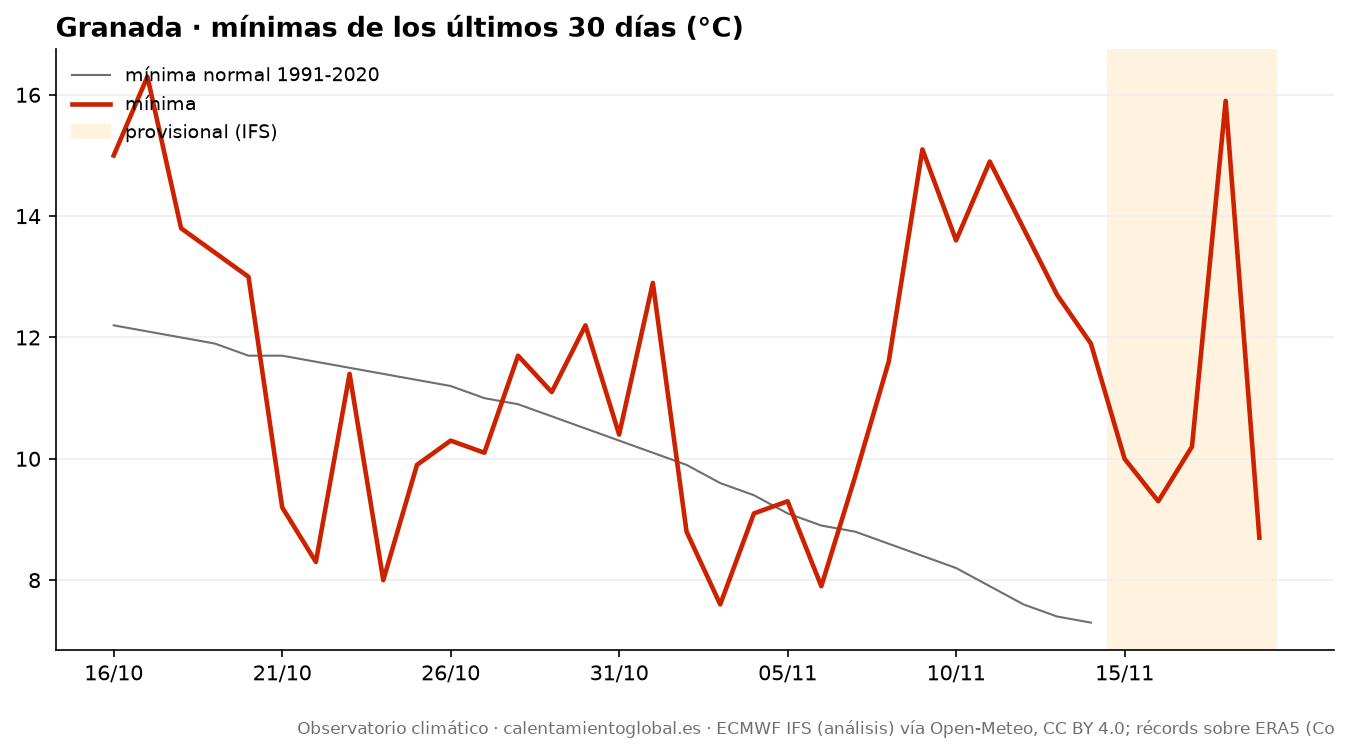 Granada · mínimas de los últimos 30 días (°C)
mínima normal 1991-2020
mínima
provisional (IFS)
16
14
12
10
8
16/10
21/10
26/10
31/10
05/11
10/11
15/11
Observatorio climático · calentamientoglobal.es · ECMWF IFS (análisis) vía Open-Meteo, CC BY 4.0; récords sobre ERA5 (Co